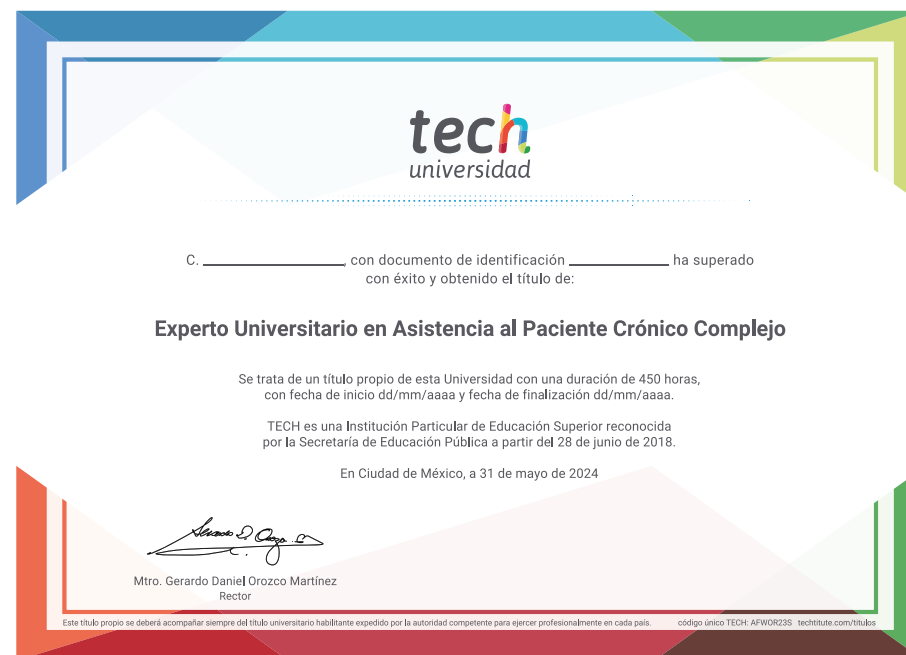 tech
universidad
C. ____________, con documento de identificación ____________ ha superado
con éxito y obtenido el título de:
Experto Universitario en Asistencia al Paciente Crónico Complejo
Se trata de un título propio de esta Universidad con una duración de 450 horas,
con fecha de inicio dd/mm/aaaa y fecha de finalización dd/mm/aaaa.
TECH es una Institución Particular de Educación Superior reconocida
por la Secretaría de Educación Pública a partir del 28 de junio de 2018.
En Ciudad de México, a 31 de mayo de 2024
Mtro. Gerardo Daniel Orozco Martínez
Rector
Este título propio se deberá acompañar siempre del título universitario habilitante expedido por la autoridad competente para ejercer profesionalmente en cada país. código único TECH: AFWOR23S techtitute.com/titulos